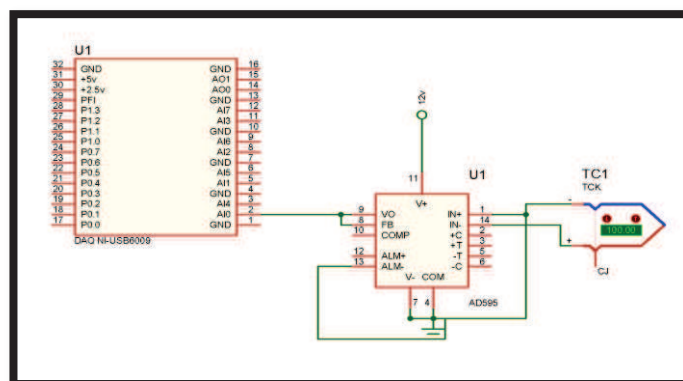 U1
32 GND GND 16
31 +5v AO1 15
30 +2.5v AO0 14
29 PFI GND 13
28 P1.3 AI7 12
27 P1.2 AI3 11
26 P1.1 GND 10
25 P1.0 AI6 9
24 P0.7 AI2 8
23 P0.6 GND 7
22 P0.5 AI5 6
21 P0.4 AI1 5
20 P0.3 GND 4
19 P0.2 AI4 3
18 P0.1 AI0 2
17 P0.0 GND 1
DAQ NI-USB6009
12v
U1
11
V+
9 VO IN+ 1
8 FB IN- 14
10 COMP +C 2
+T 3
12 ALM+ -T 5
13 ALM- -C 6
V- COM
7 4
AD595
TC1
TCK
-
100.00
+
CJ